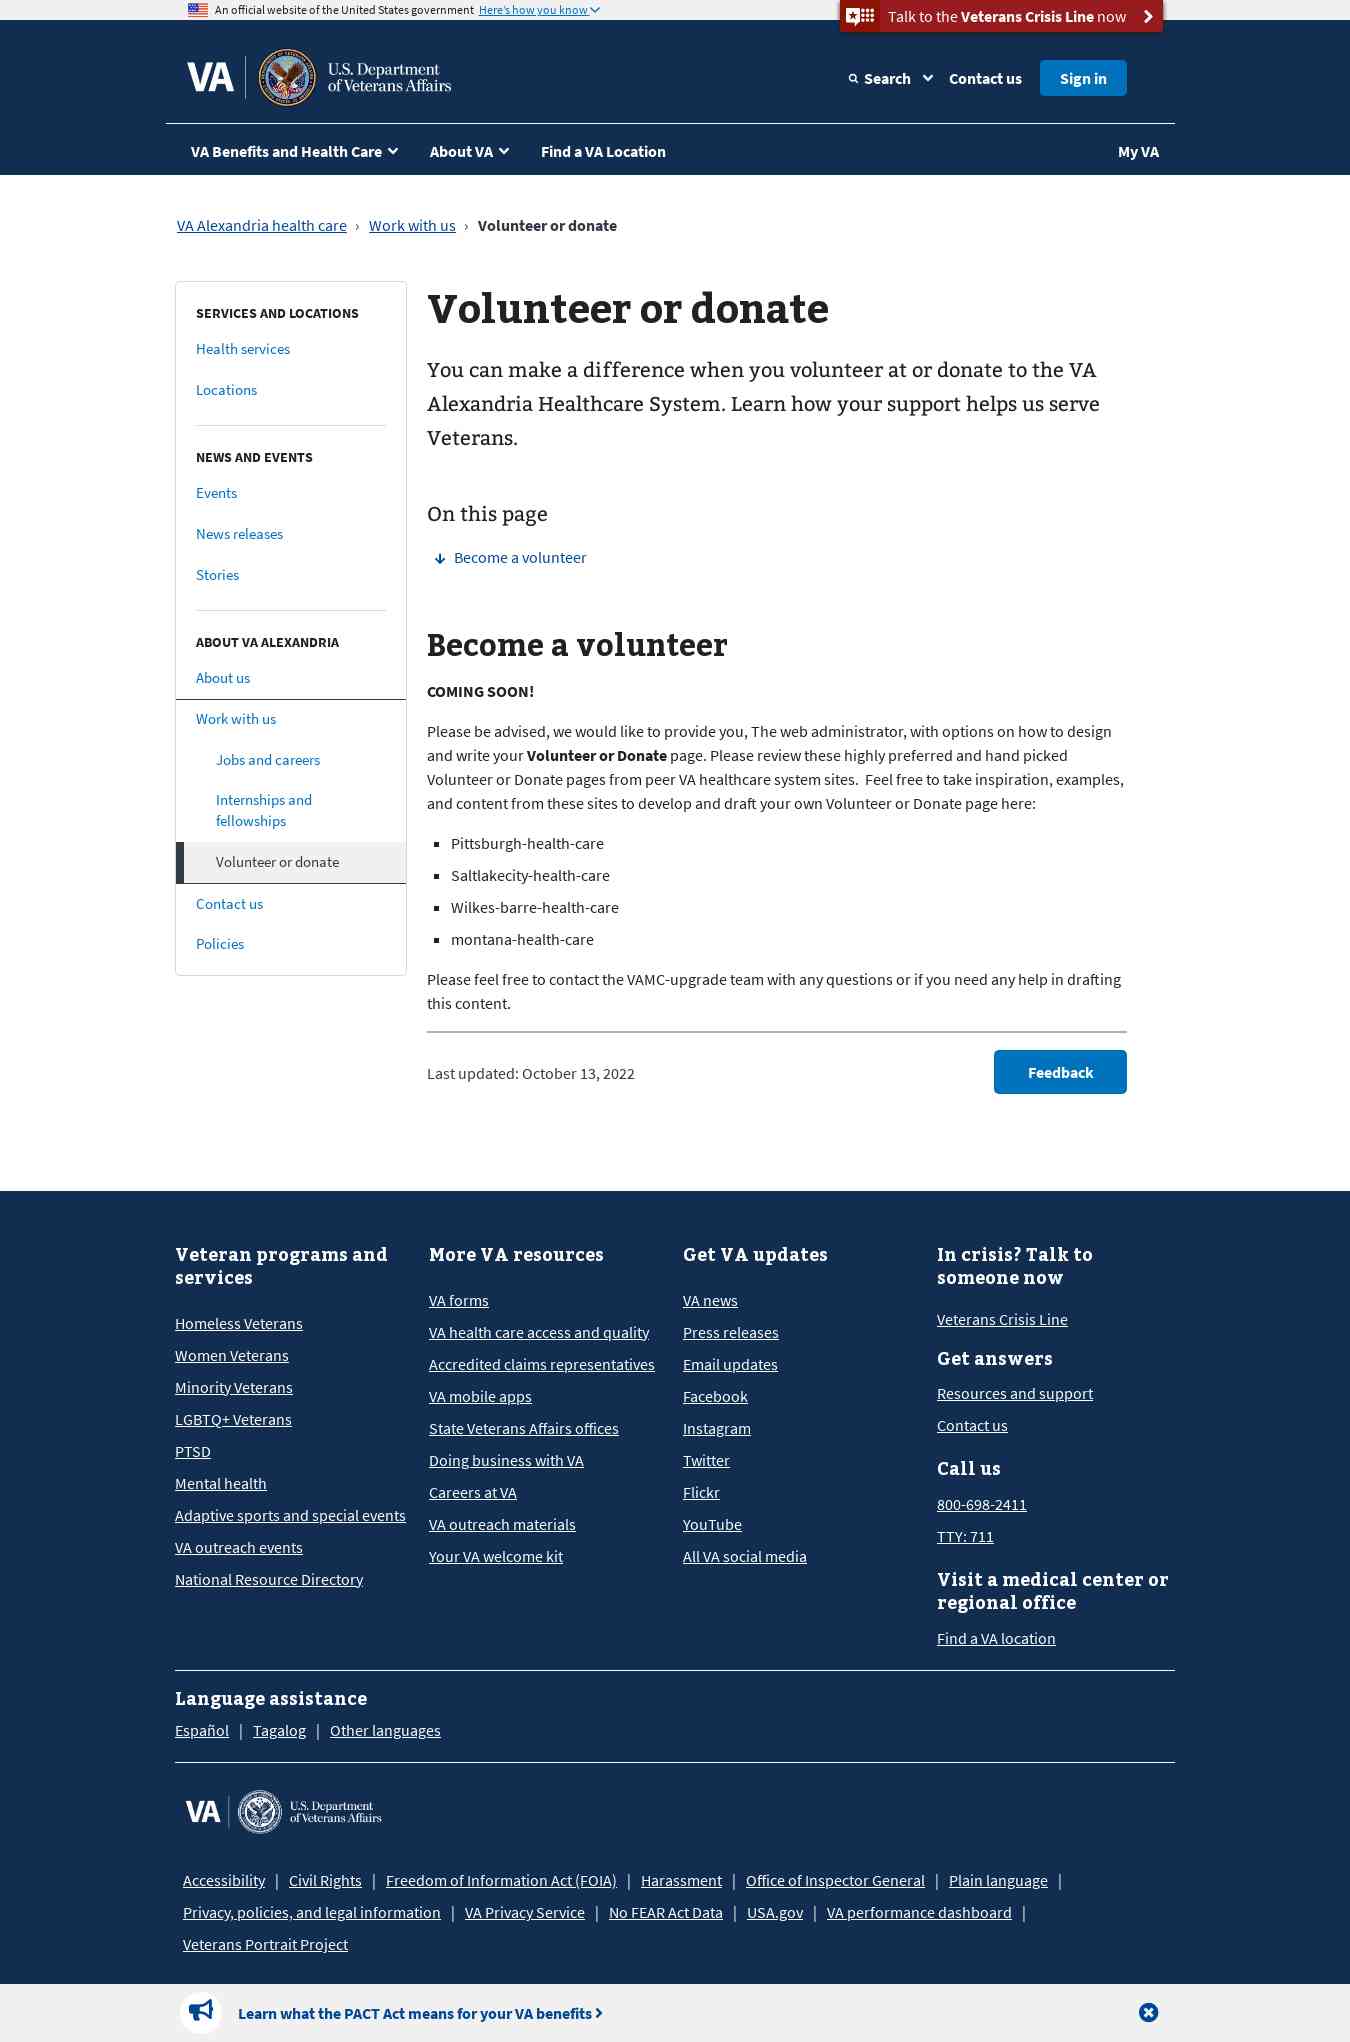 An official website of the United States government Here's how you know
Talk to the Veterans Crisis Line now
VA U.S. Department
of Veterans Affairs
Search Contact us Sign in
VA Benefits and Health Care About VA Find a VA Location My VA
VA Alexandria health care › Work with us › Volunteer or donate
SERVICES AND LOCATIONS
Health services
Locations
NEWS AND EVENTS
Events
News releases
Stories
ABOUT VA ALEXANDRIA
About us
Work with us
Jobs and careers
Internships and
fellowships
Volunteer or donate
Contact us
Policies
Volunteer or donate
You can make a difference when you volunteer at or donate to the VA
Alexandria Healthcare System. Learn how your support helps us serve
Veterans.
On this page
Become a volunteer
Become a volunteer
COMING SOON!
Please be advised, we would like to provide you, The web administrator, with options on how to design
and write your Volunteer or Donate page. Please review these highly preferred and hand picked
Volunteer or Donate pages from peer VA healthcare system sites.  Feel free to take inspiration, examples,
and content from these sites to develop and draft your own Volunteer or Donate page here:
Pittsburgh-health-care
Saltlakecity-health-care
Wilkes-barre-health-care
montana-health-care
Please feel free to contact the VAMC-upgrade team with any questions or if you need any help in drafting
this content.
Last updated: October 13, 2022
Feedback
Veteran programs and
services
Homeless Veterans
Women Veterans
Minority Veterans
LGBTQ+ Veterans
PTSD
Mental health
Adaptive sports and special events
VA outreach events
National Resource Directory
More VA resources
VA forms
VA health care access and quality
Accredited claims representatives
VA mobile apps
State Veterans Affairs offices
Doing business with VA
Careers at VA
VA outreach materials
Your VA welcome kit
Get VA updates
VA news
Press releases
Email updates
Facebook
Instagram
Twitter
Flickr
YouTube
All VA social media
In crisis? Talk to
someone now
Veterans Crisis Line
Get answers
Resources and support
Contact us
Call us
800-698-2411
TTY: 711
Visit a medical center or
regional office
Find a VA location
Language assistance
Español | Tagalog | Other languages
VA U.S. Department
of Veterans Affairs
Accessibility | Civil Rights | Freedom of Information Act (FOIA) | Harassment | Office of Inspector General | Plain language |
Privacy, policies, and legal information | VA Privacy Service | No FEAR Act Data | USA.gov | VA performance dashboard |
Veterans Portrait Project
Learn what the PACT Act means for your VA benefits